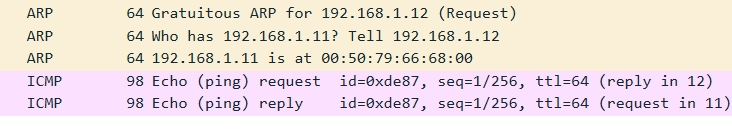 ARP 64 Gratuitous ARP for 192.168.1.12 (Request)
ARP 64 Who has 192.168.1.11? Tell 192.168.1.12
ARP 64 192.168.1.11 is at 00:50:79:66:68:00
ICMP 98 Echo (ping) request id=0xde87, seq=1/256, ttl=64 (reply in 12)
ICMP 98 Echo (ping) reply id=0xde87, seq=1/256, ttl=64 (request in 11)